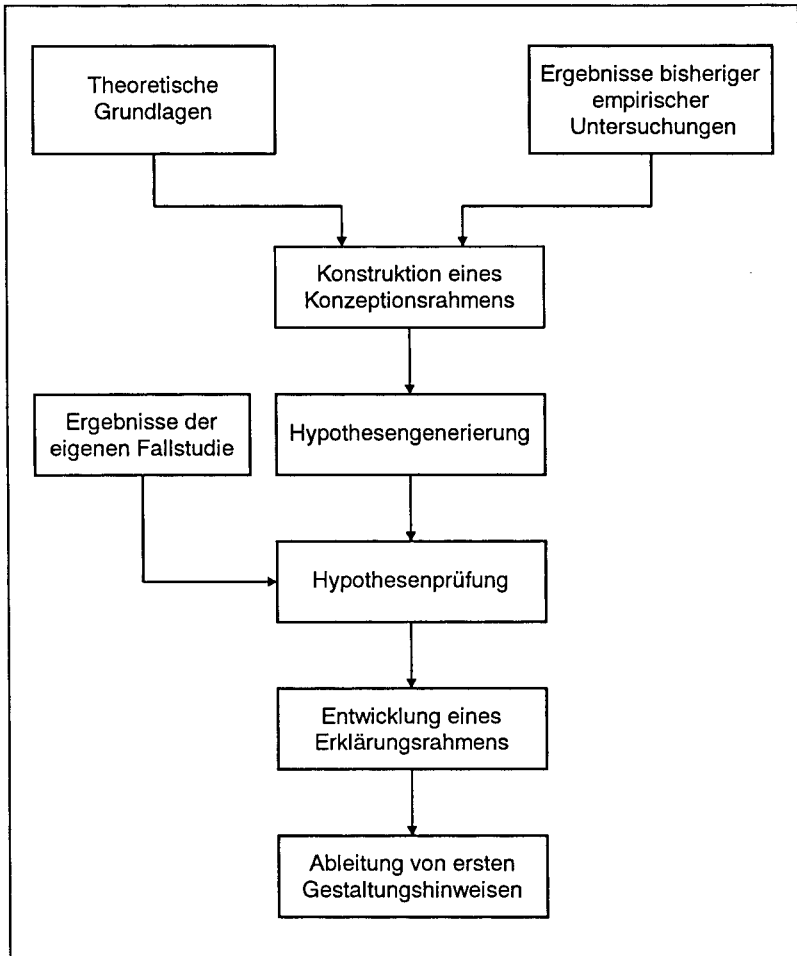 Theoretische
Grundlagen
Ergebnisse bisheriger
empirischer
Untersuchungen
Konstruktion eines
Konzeptionsrahmens
Ergebnisse der
eigenen Fallstudie
Hypothesengenerierung
Hypothesenprüfung
Entwicklung eines
Erklärungsrahmens
Ableitung von ersten
Gestaltungshinweisen